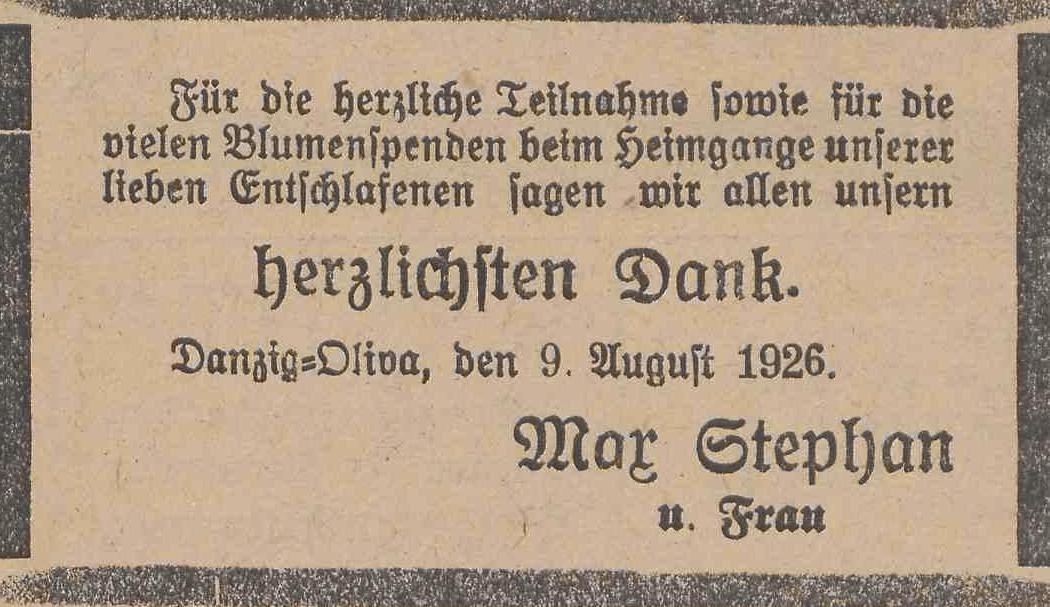 Für die herzliche Teilnahme sowie für die
vielen Blumenspenden beim Heimgange unserer
lieben Entschlafenen sagen wir allen unsern
herzlichsten Dank.
Danzig=Oliva, den 9. August 1926.
Max Stephan
u. Frau